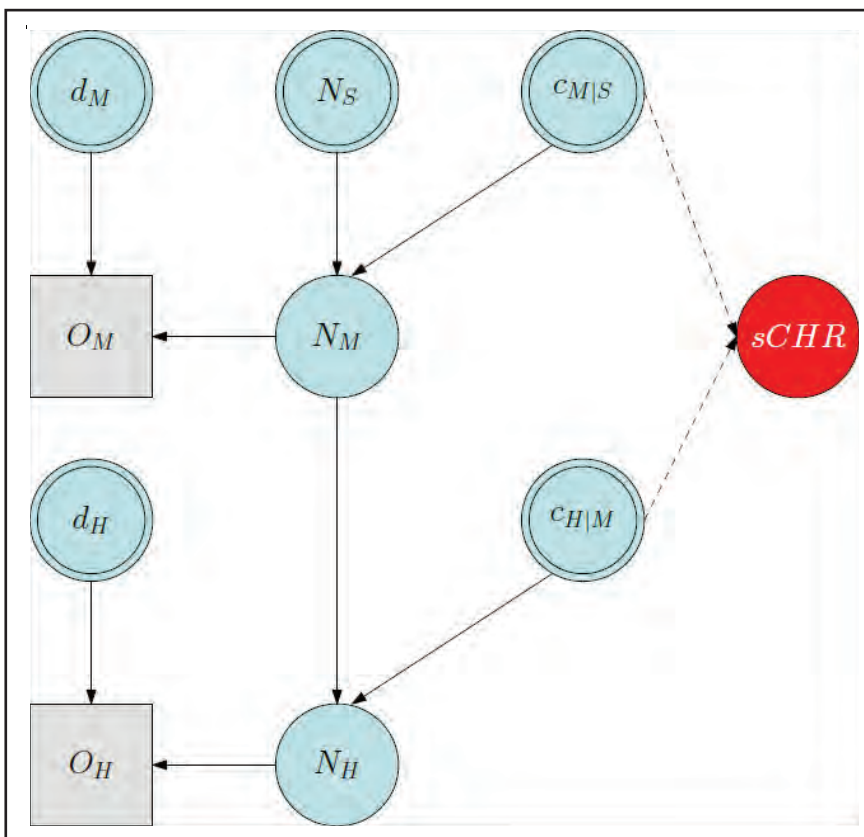 d_M N_S c_{M|S}
O_M N_M sCHR
d_H c_{H|M}
O_H N_H